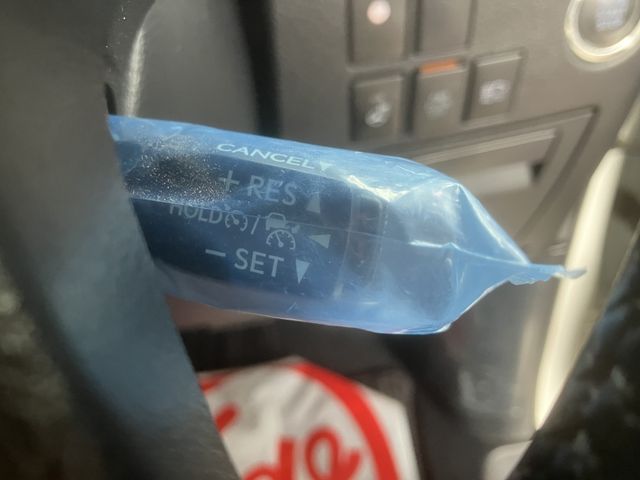 CANCEL
+ RES
HOLD /
− SET